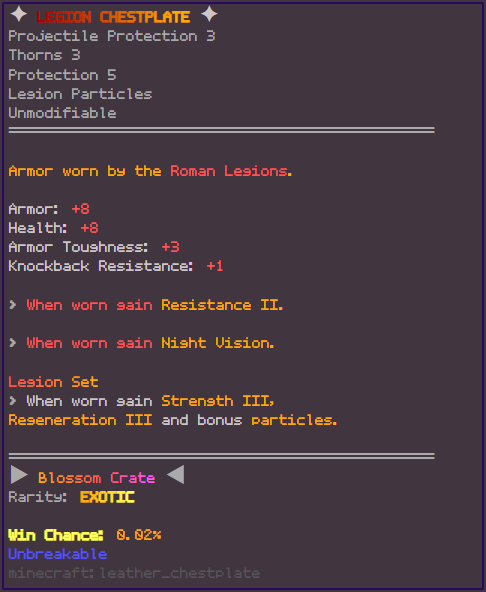 ✦ LEGION CHESTPLATE ✦
Projectile Protection 3
Thorns 3
Protection 5
Legion Particles
Unmodifiable
Armor worn by the Roman Legions.
Armor: +8
Health: +8
Armor Toughness: +3
Knockback Resistance: +1
> When worn gain Resistance II.
> When worn gain Night Vision.
Legion Set
> When worn gain Strength III,
Regeneration III and bonus particles.
▶ Blossom Crate ◀
Rarity: EXOTIC
Win Chance: 0.02%
Unbreakable
minecraft:leather_chestplate